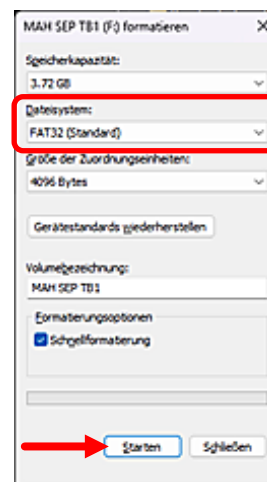 MAH SEP TB1 (F:) formatieren
Speicherkapazität:
3.72 GB
Dateisystem:
FAT32 (Standard)
Größe der Zuordnungseinheiten:
4096 Bytes
Gerätestandards wiederherstellen
Volumebezeichnung:
MAH SEP TB1
Formatierungsoptionen
Schnellformatierung
Starten Schließen